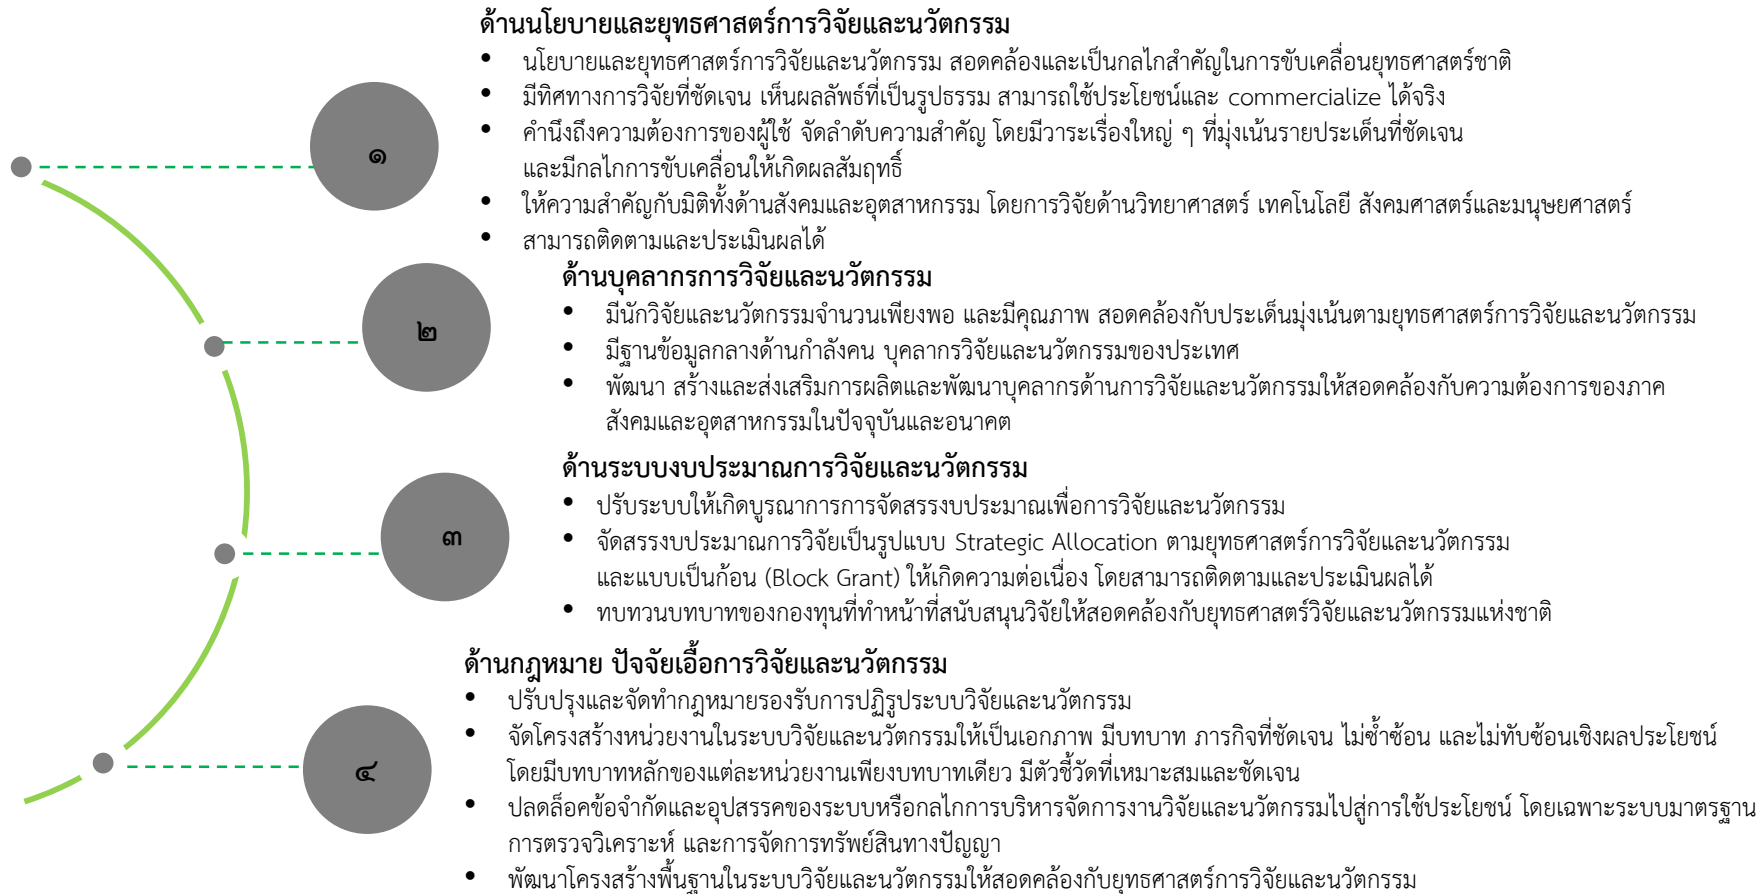 ด้านนโยบายและยุทธศาสตร์การวิจัยและนวัตกรรม
• นโยบายและยุทธศาสตร์การวิจัยและนวัตกรรม สอดคล้องและเป็นกลไกสำคัญในการขับเคลื่อนยุทธศาสตร์ชาติ
• มีทิศทางการวิจัยที่ชัดเจน เห็นผลลัพธ์ที่เป็นรูปธรรม สามารถใช้ประโยชน์และ commercialize ได้จริง
• คำนึงถึงความต้องการของผู้ใช้ จัดลำดับความสำคัญ โดยมีวาระเรื่องใหญ่ ๆ ที่มุ่งเน้นรายประเด็นที่ชัดเจน
และมีกลไกการขับเคลื่อนให้เกิดผลสัมฤทธิ์
• ให้ความสำคัญกับมิติทั้งด้านสังคมและอุตสาหกรรม โดยการวิจัยด้านวิทยาศาสตร์ เทคโนโลยี สังคมศาสตร์และมนุษยศาสตร์
• สามารถติดตามและประเมินผลได้
๑
ด้านบุคลากรการวิจัยและนวัตกรรม
• มีนักวิจัยและนวัตกรรมจำนวนเพียงพอ และมีคุณภาพ สอดคล้องกับประเด็นมุ่งเน้นตามยุทธศาสตร์การวิจัยและนวัตกรรม
• มีฐานข้อมูลกลางด้านกำลังคน บุคลากรวิจัยและนวัตกรรมของประเทศ
• พัฒนา สร้างและส่งเสริมการผลิตและพัฒนาบุคลากรด้านการวิจัยและนวัตกรรมให้สอดคล้องกับความต้องการของภาค
สังคมและอุตสาหกรรมในปัจจุบันและอนาคต
๒
ด้านระบบงบประมาณการวิจัยและนวัตกรรม
• ปรับระบบให้เกิดบูรณาการการจัดสรรงบประมาณเพื่อการวิจัยและนวัตกรรม
• จัดสรรงบประมาณการวิจัยเป็นรูปแบบ Strategic Allocation ตามยุทธศาสตร์การวิจัยและนวัตกรรม
และแบบเป็นก้อน (Block Grant) ให้เกิดความต่อเนื่อง โดยสามารถติดตามและประเมินผลได้
• ทบทวนบทบาทของกองทุนที่ทำหน้าที่สนับสนุนวิจัยให้สอดคล้องกับยุทธศาสตร์วิจัยและนวัตกรรมแห่งชาติ
๓
ด้านกฎหมาย ปัจจัยเอื้อการวิจัยและนวัตกรรม
• ปรับปรุงและจัดทำกฎหมายรองรับการปฏิรูประบบวิจัยและนวัตกรรม
• จัดโครงสร้างหน่วยงานในระบบวิจัยและนวัตกรรมให้เป็นเอกภาพ มีบทบาท ภารกิจที่ชัดเจน ไม่ซ้ำซ้อน และไม่ทับซ้อนเชิงผลประโยชน์
โดยมีบทบาทหลักของแต่ละหน่วยงานเพียงบทบาทเดียว มีตัวชี้วัดที่เหมาะสมและชัดเจน
• ปลดล็อคข้อจำกัดและอุปสรรคของระบบหรือกลไกการบริหารจัดการงานวิจัยและนวัตกรรมไปสู่การใช้ประโยชน์ โดยเฉพาะระบบมาตรฐาน
การตรวจวิเคราะห์ และการจัดการทรัพย์สินทางปัญญา
• พัฒนาโครงสร้างพื้นฐานในระบบวิจัยและนวัตกรรมให้สอดคล้องกับยุทธศาสตร์การวิจัยและนวัตกรรม
๔